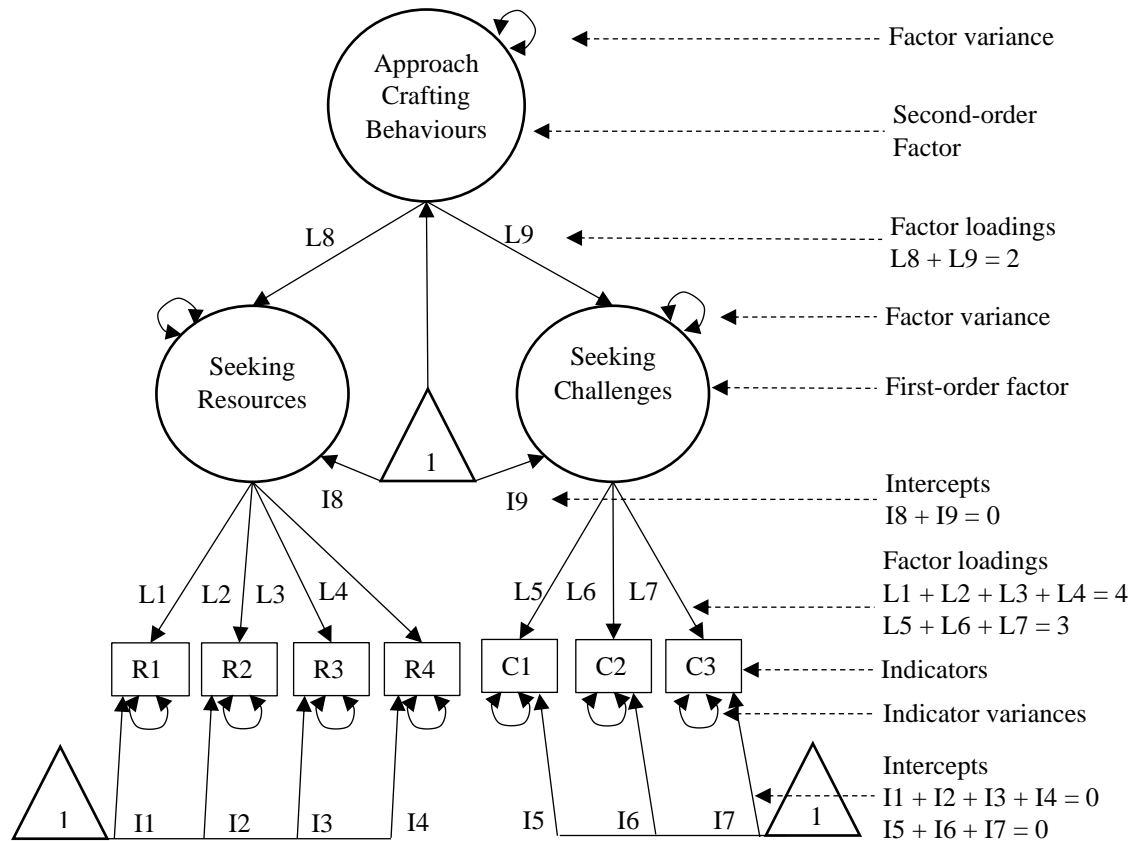 Approach
Crafting
Behaviours
Factor variance
Second-order
Factor
L8
L9
Factor loadings
L8 + L9 = 2
Factor variance
Seeking
Resources
Seeking
Challenges
First-order factor
1
I8
I9
Intercepts
I8 + I9 = 0
Factor loadings
L1 + L2 + L3 + L4 = 4
L5 + L6 + L7 = 3
L1
L2
L3
L4
L5
L6
L7
R1
R2
R3
R4
C1
C2
C3
Indicators
Indicator variances
Intercepts
I1 + I2 + I3 + I4 = 0
I5 + I6 + I7 = 0
1
I1
I2
I3
I4
I5
I6
I7
1